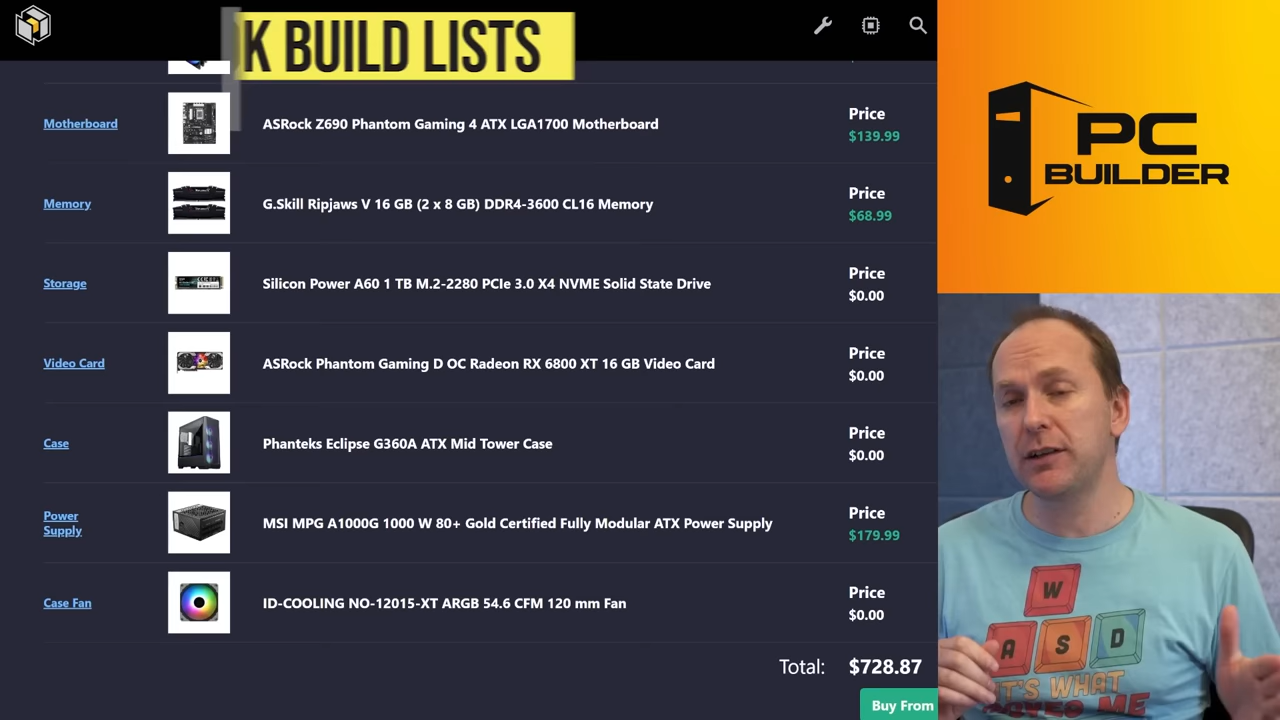 K BUILD LISTS
Motherboard
ASRock Z690 Phantom Gaming 4 ATX LGA1700 Motherboard
Price
$139.99
Memory
G.Skill Ripjaws V 16 GB (2 x 8 GB) DDR4-3600 CL16 Memory
Price
$68.99
Storage
Silicon Power A60 1 TB M.2-2280 PCIe 3.0 X4 NVME Solid State Drive
Price
$0.00
Video Card
ASRock Phantom Gaming D OC Radeon RX 6800 XT 16 GB Video Card
Price
$0.00
Case
Phanteks Eclipse G360A ATX Mid Tower Case
Price
$0.00
Power
Supply
MSI MPG A1000G 1000 W 80+ Gold Certified Fully Modular ATX Power Supply
Price
$179.99
Case Fan
ID-COOLING NO-12015-XT ARGB 54.6 CFM 120 mm Fan
Price
$0.00
Total: $728.87
Buy From
PC
BUILDER
W
A S D
IT'S WHAT
MOVES ME